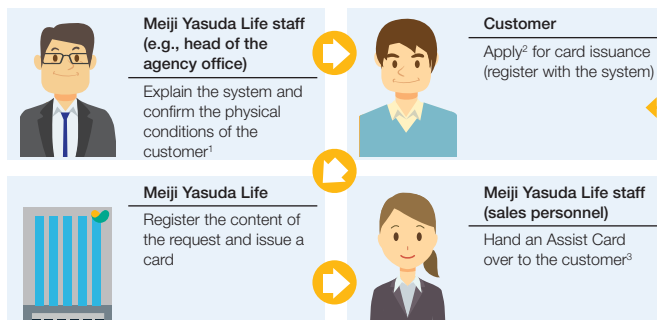 Meiji Yasuda Life staff
(e.g., head of the
agency office)
Explain the system and
confirm the physical
conditions of the
customer¹
Customer
Apply² for card issuance
(register with the system)
Meiji Yasuda Life
Register the content of
the request and issue a
card
Meiji Yasuda Life staff
(sales personnel)
Hand an Assist Card
over to the customer³